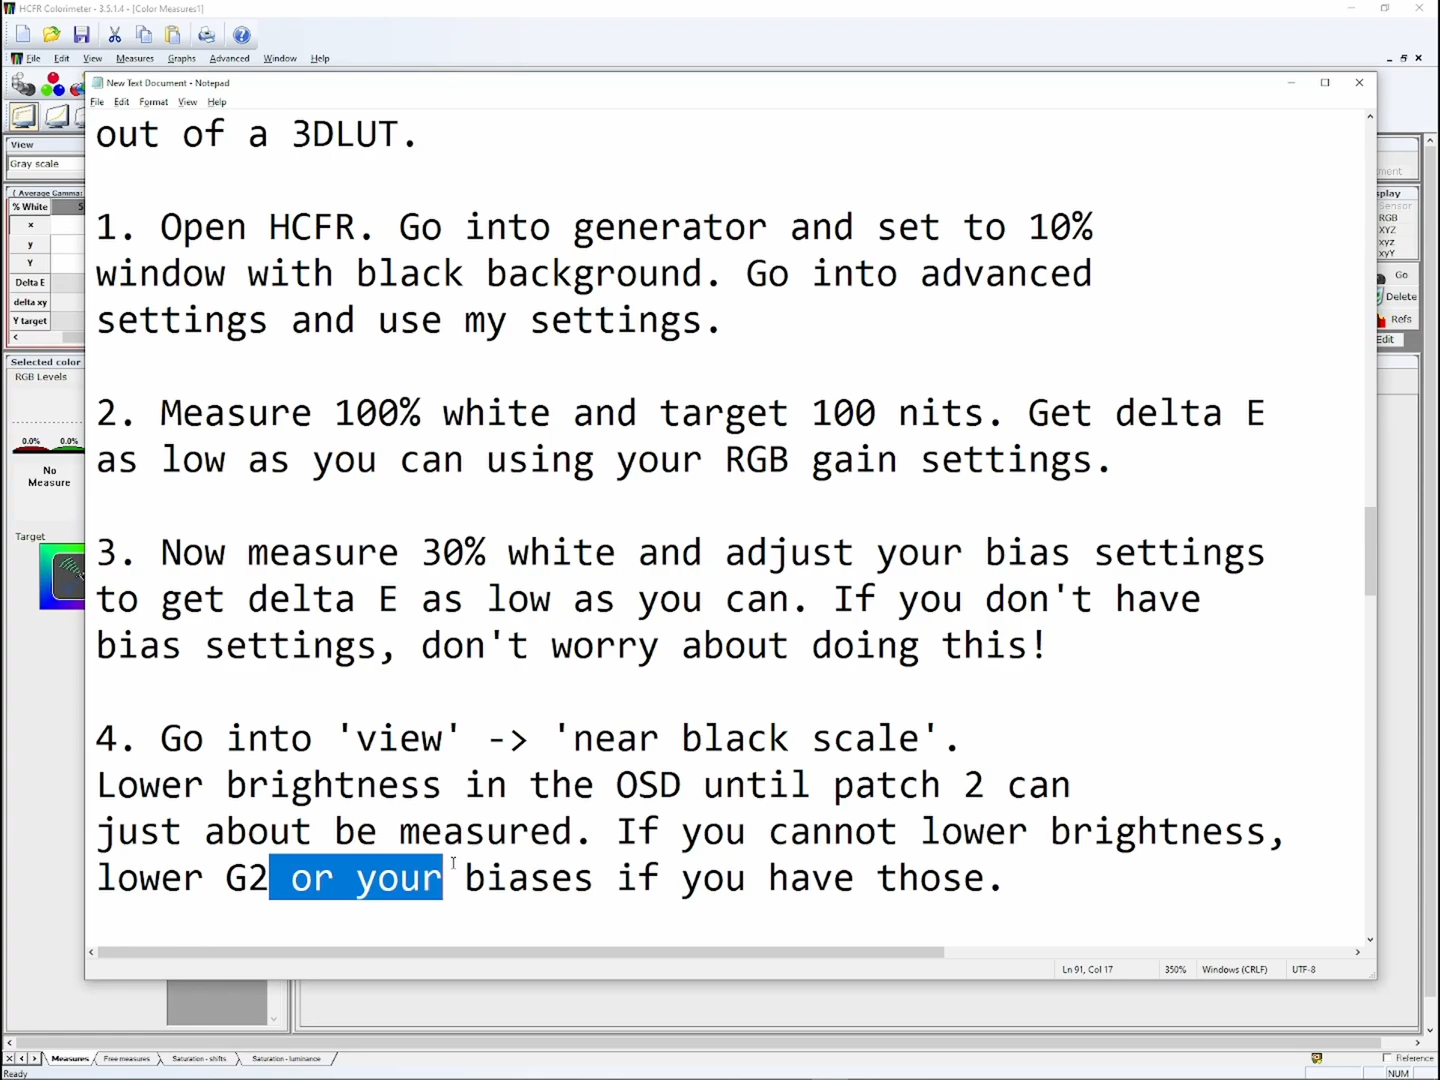 HCFR Colorimeter - 3.5.1.4 - [Color Measures1]
File Edit View Measures Graphs Advanced Window Help
New Text Document - Notepad
File Edit Format View Help
out of a 3DLUT.
1. Open HCFR. Go into generator and set to 10%
window with black background. Go into advanced
settings and use my settings.
2. Measure 100% white and target 100 nits. Get delta E
as low as you can using your RGB gain settings.
3. Now measure 30% white and adjust your bias settings
to get delta E as low as you can. If you don't have
bias settings, don't worry about doing this!
4. Go into 'view' -> 'near black scale'.
Lower brightness in the OSD until patch 2 can
just about be measured. If you cannot lower brightness,
lower G2 or your biases if you have those.
Ln 91, Col 17 350% Windows (CRLF) UTF-8
View
Gray scale
( Average Gamma:
% White 5
x
y
Y
Delta E
delta xy
Y target
Selected color
RGB Levels
0.0% 0.0%
No
Measure
Target
ment
splay
Sensor
RGB
XYZ
xyz
xyY
Go
Delete
Refs
Edit
Measures Free measures Saturation - shifts Saturation - luminance
Reference
Ready
NUM